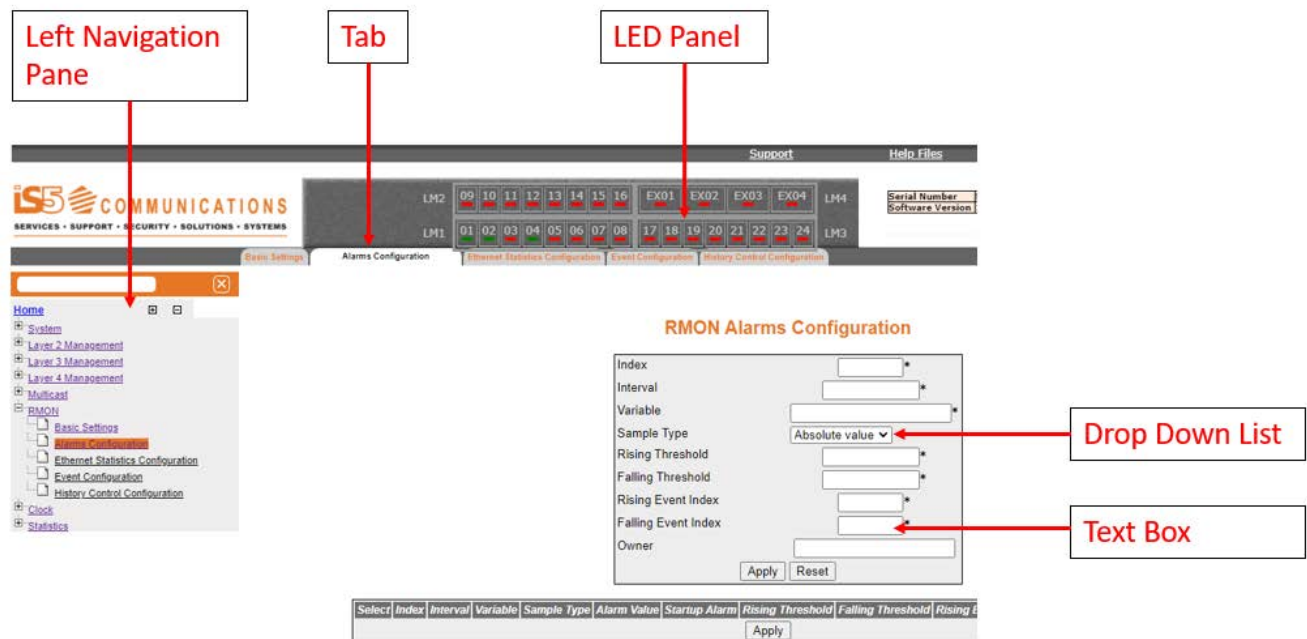 Left Navigation
Pane
Tab
LED Panel
Support
Help Files
iS5 COMMUNICATIONS
SERVICES • SUPPORT • SECURITY • SOLUTIONS • SYSTEMS
LM2 09 10 11 12 13 14 15 16 EX01 EX02 EX03 EX04 LM4
LM1 01 02 03 04 05 06 07 08 17 18 19 20 21 22 23 24 LM3
Serial Number
Software Version
Basic Settings
Alarms Configuration
Ethernet Statistics Configuration
Event Configuration
History Control Configuration
Home
System
Layer 2 Management
Layer 3 Management
Layer 4 Management
Multicast
RMON
Basic Settings
Alarms Configuration
Ethernet Statistics Configuration
Event Configuration
History Control Configuration
Clock
Statistics
RMON Alarms Configuration
Index *
Interval *
Variable *
Sample Type Absolute value
Rising Threshold *
Falling Threshold *
Rising Event Index *
Falling Event Index *
Owner
Apply Reset
Drop Down List
Text Box
Select Index Interval Variable Sample Type Alarm Value Startup Alarm Rising Threshold Falling Threshold Rising
Apply